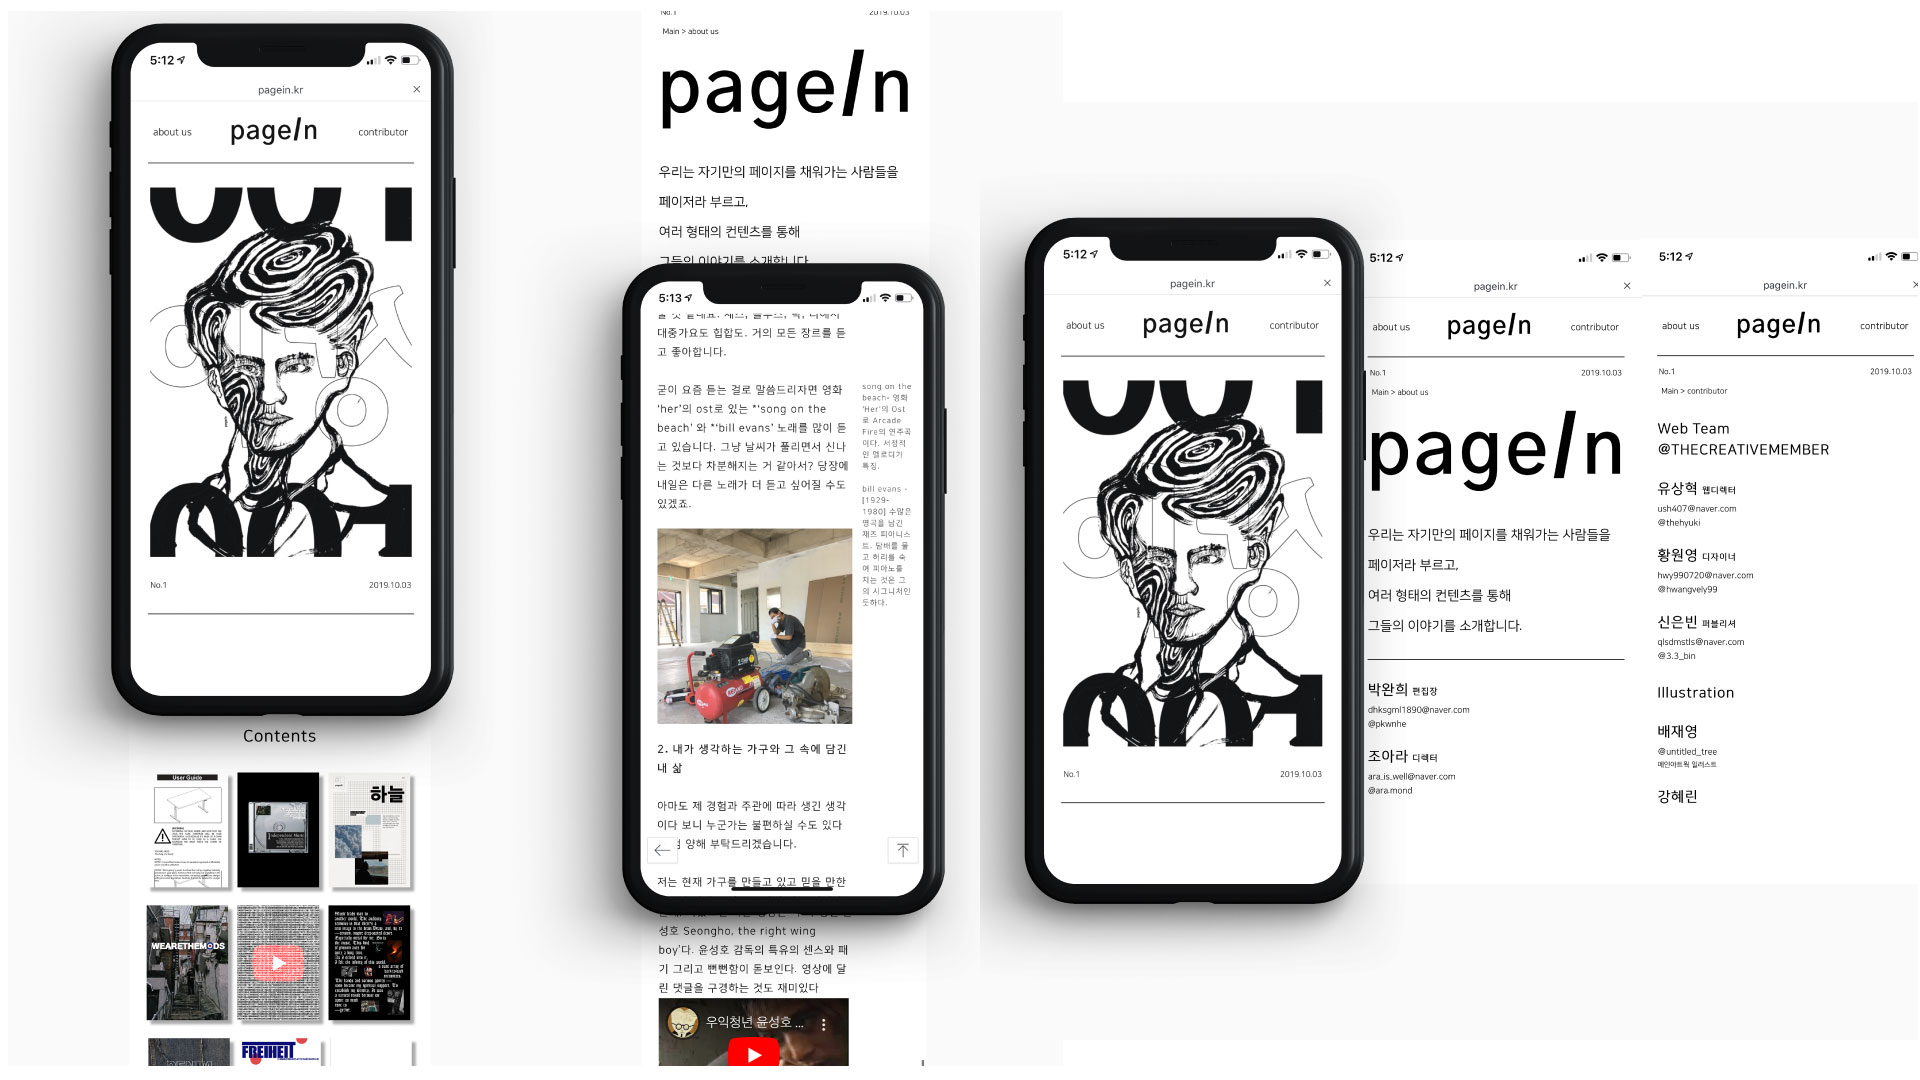 5:12
pagein.kr
×
about us
pageIn
contributor
No.1
2019.10.03
Contents
User Guide
하늘
Independent Music
WEARETHEMODS
FREIHEIT
No.1
2019.10.03
Main > about us
pageIn
우리는 자기만의 페이지를 채워가는 사람들을
페이저라 부르고,
여러 형태의 컨텐츠를 통해
그들의 이야기를 소개합니다
5:13
대중가요도 힙합도. 거의 모든 장르를 듣
고 좋아합니다.
굳이 요즘 듣는 걸로 말씀드리자면 영화
'her'의 ost로 있는 *'song on the
beach' 와 *'bill evans' 노래를 많이 듣
고 있습니다. 그냥 날씨가 풀리면서 신나
는 것보다 차분해지는 거 같아서? 당장에
내일은 다른 노래가 더 듣고 싶어질 수도
있겠죠.
song on the
beach- 영화
'Her'의 Ost
로 Arcade
Fire의 연주곡
이다. 서정적
인 멜로디가
특징.
bill evans -
[1929-
1980] 수많은
명곡을 남긴
재즈 피아니스
트. 담배를 물
고 허리를 숙
여 피아노를
치는 것은 그
의 시그니처인
듯하다.
2. 내가 생각하는 가구와 그 속에 담긴
내 삶
아마도 제 경험과 주관에 따라 생긴 생각
이다 보니 누군가는 불편하실 수도 있다
양해 부탁드리겠습니다.
저는 현재 가구를 만들고 있고 믿을 만한
성호 Seongho, the right wing
boy'다. 윤성호 감독의 특유의 센스와 패
기 그리고 뻔뻔함이 돋보인다. 영상에 달
린 댓글을 구경하는 것도 재미있다
우익청년 윤성호 ...
5:12
pagein.kr
×
about us
pageIn
contributor
No.1
2019.10.03
5:12
pagein.kr
×
about us
pageIn
contributor
No.1
2019.10.03
Main > about us
pageIn
우리는 자기만의 페이지를 채워가는 사람들을
페이저라 부르고,
여러 형태의 컨텐츠를 통해
그들의 이야기를 소개합니다.
박완희 편집장
dhksgml1890@naver.com
@pkwnhe
조아라 디렉터
ara.is.well@naver.com
@ara.mond
5:12
pagein.kr
about us
pageIn
contributor
No.1
2019.10.03
Main > contributor
Web Team
@THECREATIVEMEMBER
유상혁 웹디렉터
ush407@naver.com
@thehyuki
황원영 디자이너
hwy990720@naver.com
@hwangvely99
신은빈 퍼블리셔
qlsdmstls@naver.com
@3.3_bin
Illustration
배재영
@untitled_tree
메인아트웍 일러스트
강혜린